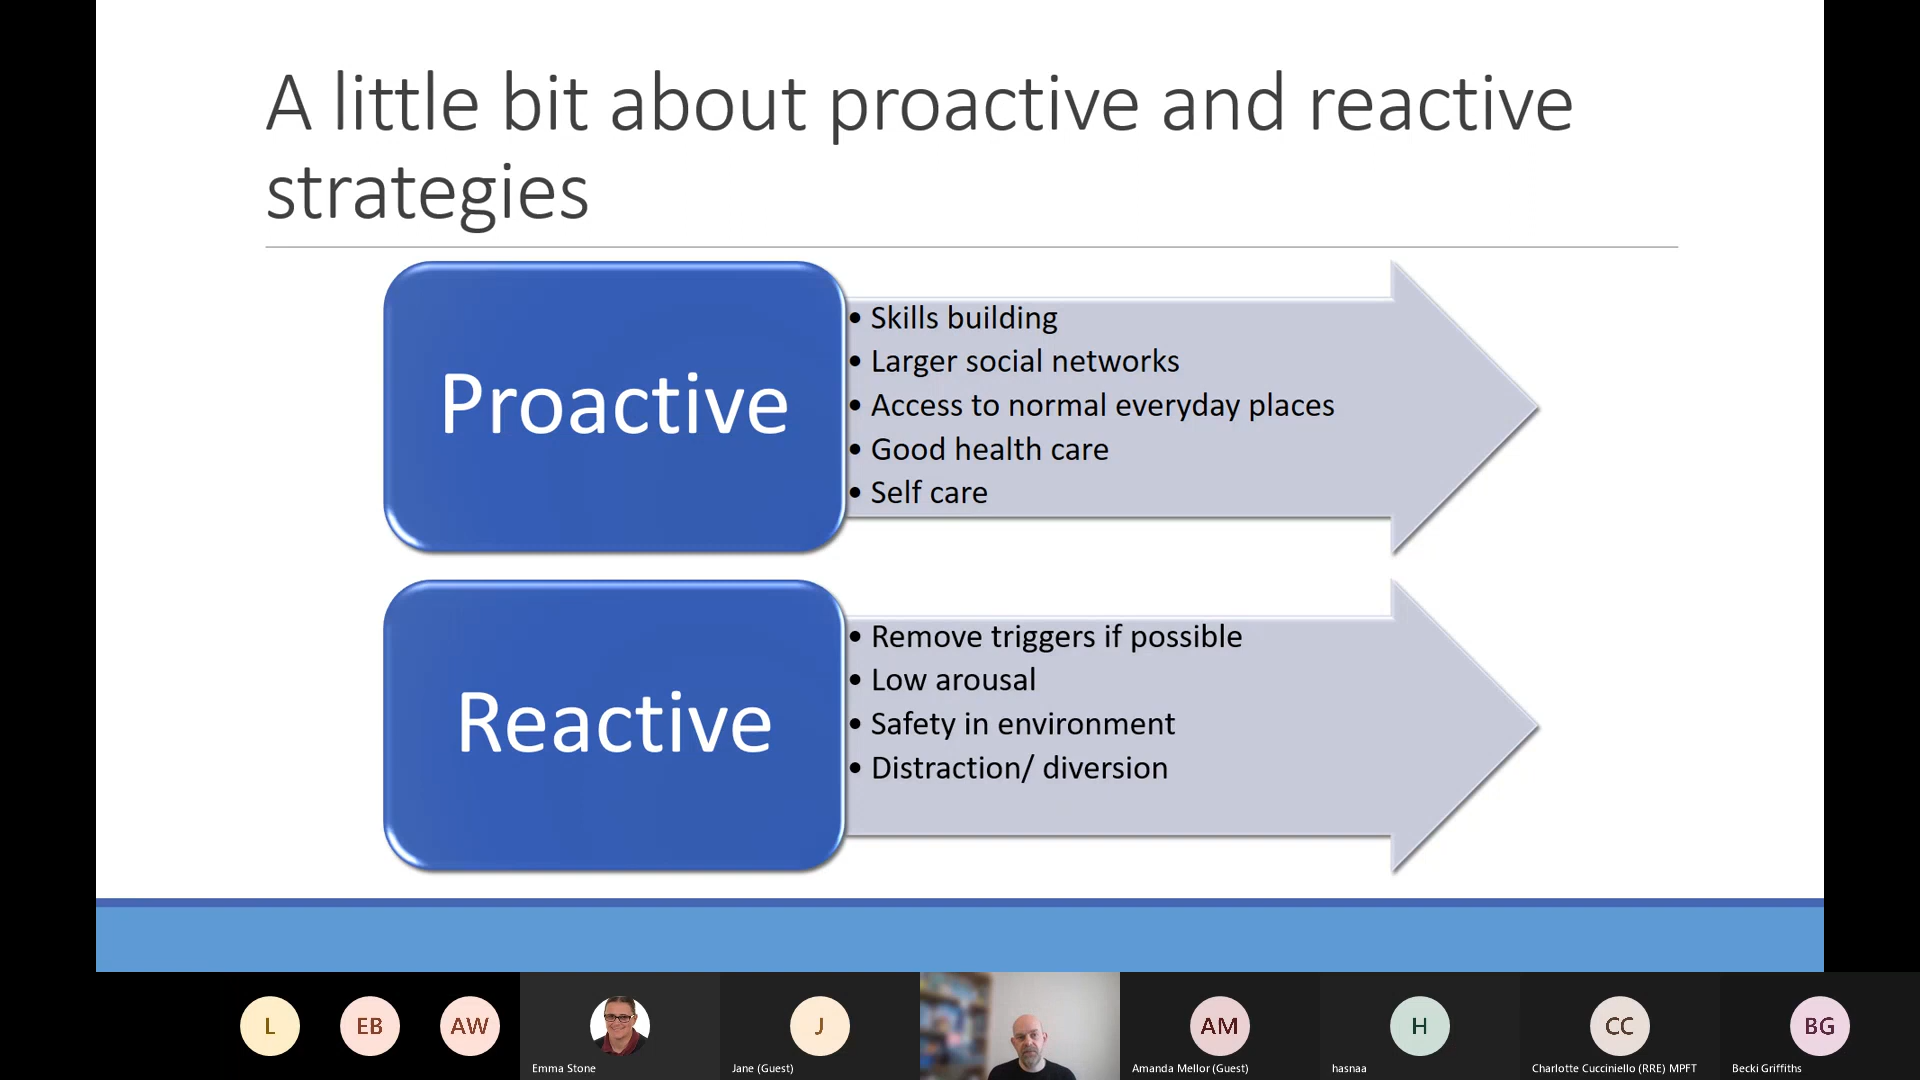 A little bit about proactive and reactive
strategies
Proactive
• Skills building
• Larger social networks
• Access to normal everyday places
• Good health care
• Self care
Reactive
• Remove triggers if possible
• Low arousal
• Safety in environment
• Distraction/ diversion
L
EB
AW
Emma Stone
J
Jane (Guest)
AM
Amanda Mellor (Guest)
H
hasnaa
CC
Charlotte Cucciniello (RRE) MPFT
BG
Becki Griffiths